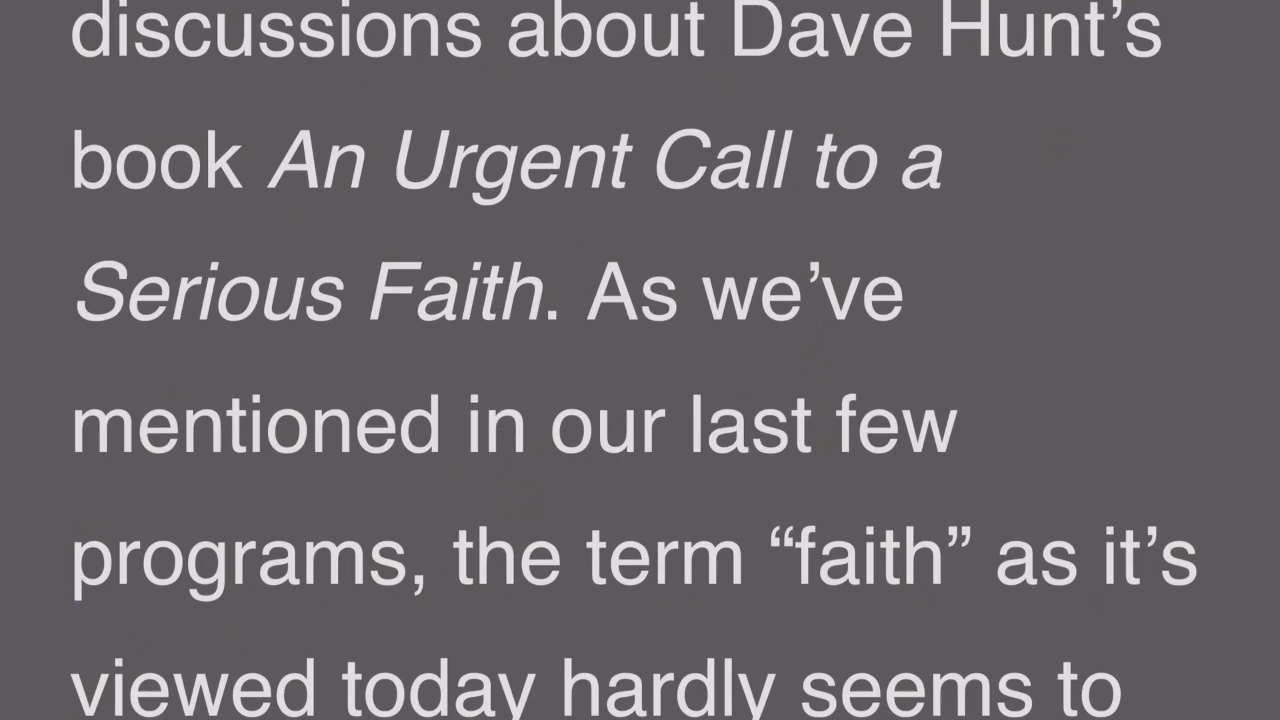 discussions about Dave Hunt’s
book An Urgent Call to a
Serious Faith. As we’ve
mentioned in our last few
programs, the term “faith” as it’s
viewed today hardly seems to